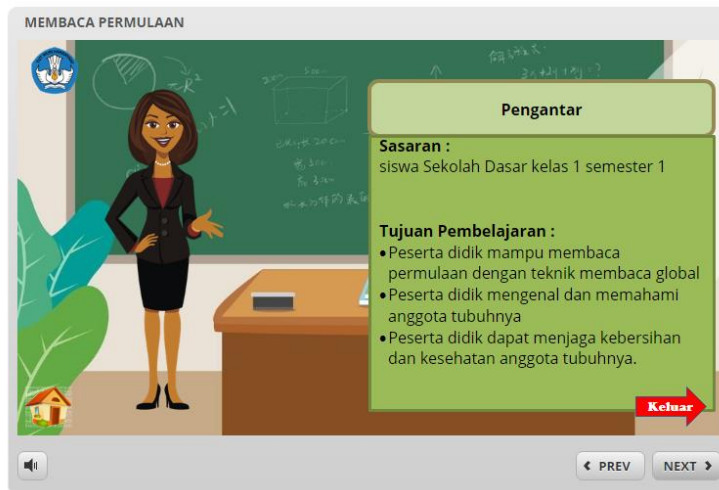 MEMBACA PERMULAAN
Pengantar
Sasaran :
siswa Sekolah Dasar kelas 1 semester 1
Tujuan Pembelajaran :
•Peserta didik mampu membaca
permulaan dengan teknik membaca global
•Peserta didik mengenal dan memahami
anggota tubuhnya
•Peserta didik dapat menjaga kebersihan
dan kesehatan anggota tubuhnya.
Keluar
PREV
NEXT